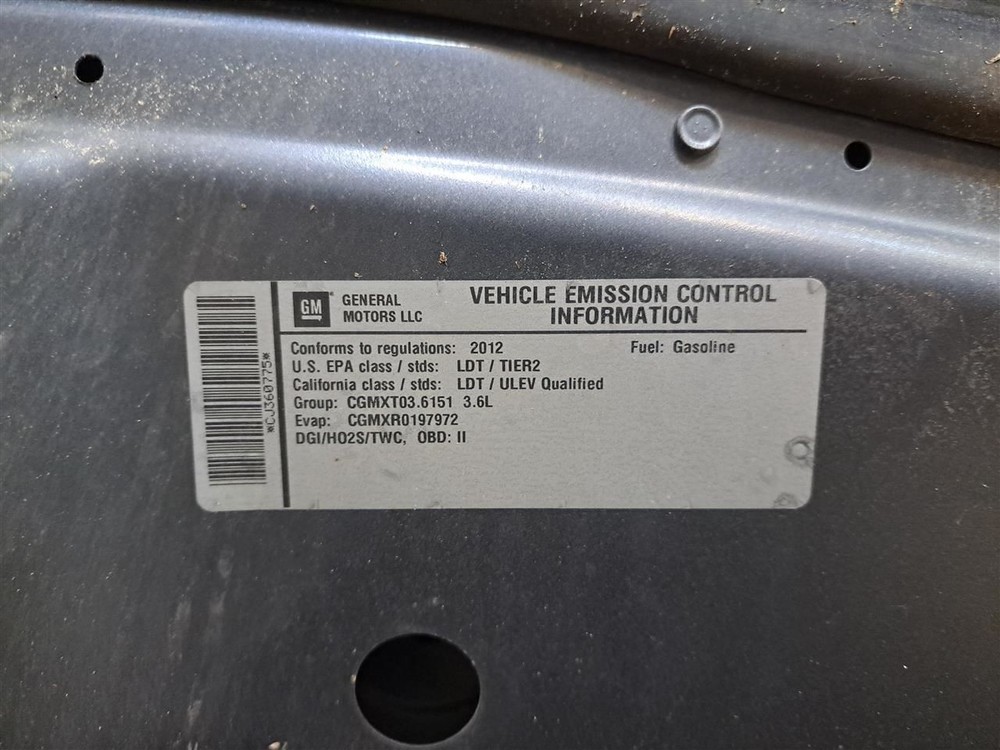 *CJ360775*
GM
GENERAL
MOTORS LLC
VEHICLE EMISSION CONTROL
INFORMATION
Conforms to regulations: 2012 Fuel: Gasoline
U.S. EPA class / stds: LDT / TIER2
California class / stds: LDT / ULEV Qualified
Group: CGMXT03.6151 3.6L
Evap: CGMXR0197972
DGI/HO2S/TWC, OBD: II